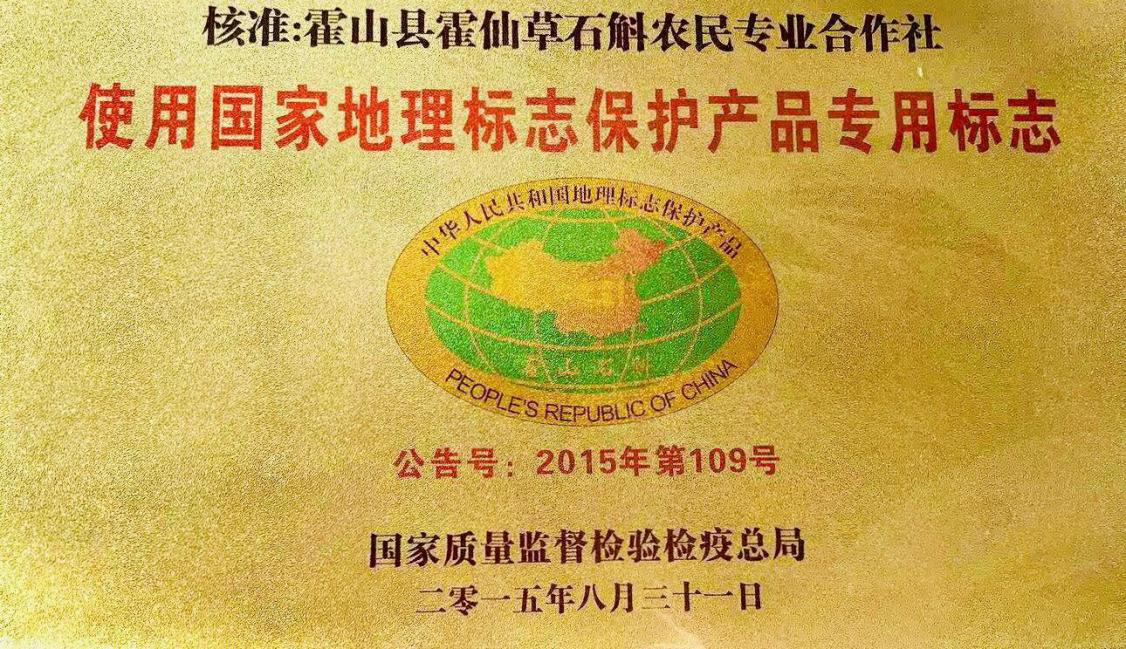 核准:霍山县霍仙草石斛农民专业合作社
使用国家地理标志保护产品专用标志
中华人民共和国地理标志保护产品
霍山石斛
PEOPLE'S REPUBLIC OF CHINA
公告号：2015年第109号
国家质量监督检验检疫总局
二零一五年八月三十一日